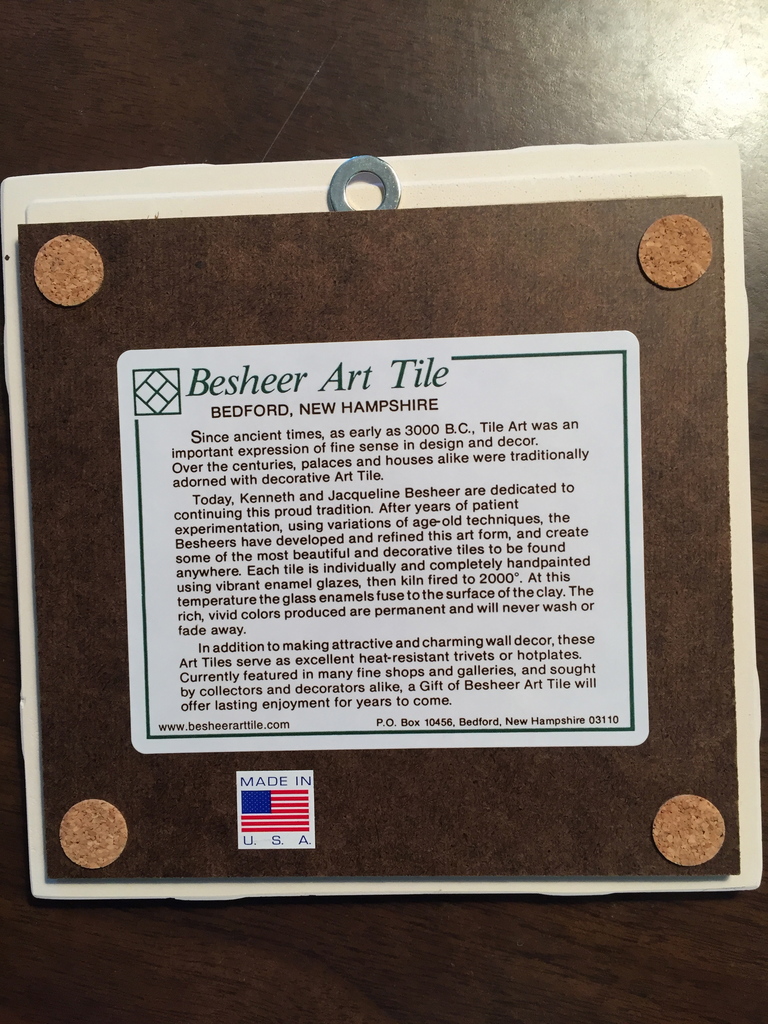 Besheer Art Tile
BEDFORD, NEW HAMPSHIRE
Since ancient times, as early as 3000 B.C., Tile Art was an
important expression of fine sense in design and decor.
Over the centuries, palaces and houses alike were traditionally
adorned with decorative Art Tile.
Today, Kenneth and Jacqueline Besheer are dedicated to
continuing this proud tradition. After years of patient
experimentation, using variations of age-old techniques, the
Besheers have developed and refined this art form, and create
some of the most beautiful and decorative tiles to be found
anywhere. Each tile is individually and completely handpainted
using vibrant enamel glazes, then kiln fired to 2000°. At this
temperature the glass enamels fuse to the surface of the clay. The
rich, vivid colors produced are permanent and will never wash or
fade away.
In addition to making attractive and charming wall decor, these
Art Tiles serve as excellent heat-resistant trivets or hotplates.
Currently featured in many fine shops and galleries, and sought
by collectors and decorators alike, a Gift of Besheer Art Tile will
offer lasting enjoyment for years to come.
www.besheerarttile.com P.O. Box 10456, Bedford, New Hampshire 03110
MADE IN
U. S. A.